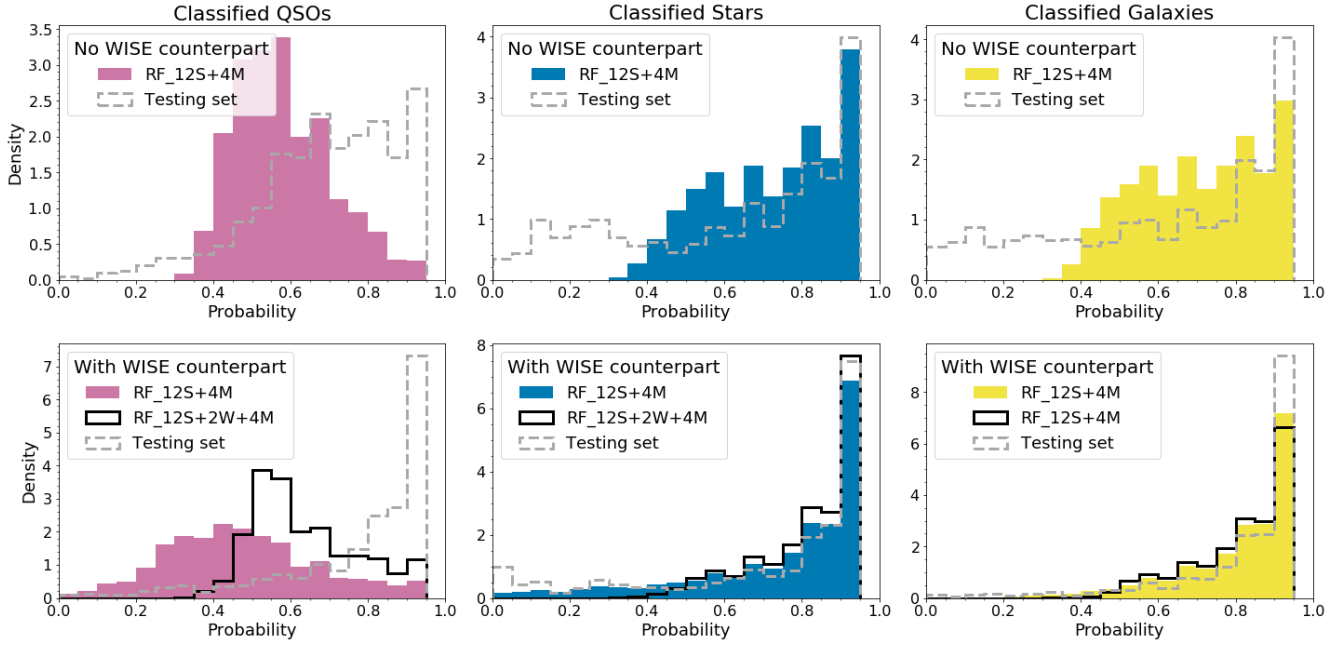 Classified QSOs
3.5
3.0
2.5
2.0
1.5
1.0
0.5
0.0
Density
No WISE counterpart
RF_12S+4M
Testing set
0.0 0.2 0.4 0.6 0.8 1.0
Probability
Classified Stars
4
3
2
1
0
No WISE counterpart
RF_12S+4M
Testing set
0.0 0.2 0.4 0.6 0.8 1.0
Probability
Classified Galaxies
4
3
2
1
0
No WISE counterpart
RF_12S+4M
Testing set
0.0 0.2 0.4 0.6 0.8 1.0
Probability
7
6
5
4
3
2
1
0
Density
With WISE counterpart
RF_12S+4M
RF_12S+2W+4M
Testing set
0.0 0.2 0.4 0.6 0.8 1.0
Probability
8
6
4
2
0
With WISE counterpart
RF_12S+4M
RF_12S+2W+4M
Testing set
0.0 0.2 0.4 0.6 0.8 1.0
Probability
8
6
4
2
0
With WISE counterpart
RF_12S+4M
RF_12S+4M
Testing set
0.0 0.2 0.4 0.6 0.8 1.0
Probability